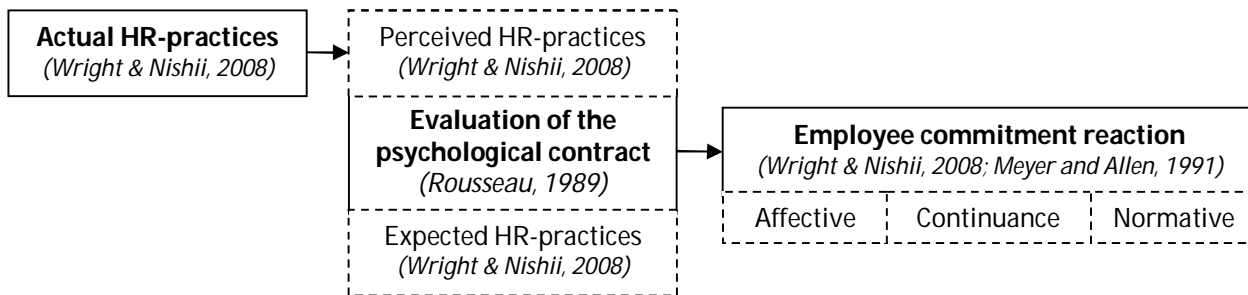 Actual HR-practices
(Wright & Nishii, 2008)
Perceived HR-practices
(Wright & Nishii, 2008)
Evaluation of the
psychological contract
(Rousseau, 1989)
Expected HR-practices
(Wright & Nishii, 2008)
Employee commitment reaction
(Wright & Nishii, 2008; Meyer and Allen, 1991)
Affective
Continuance
Normative